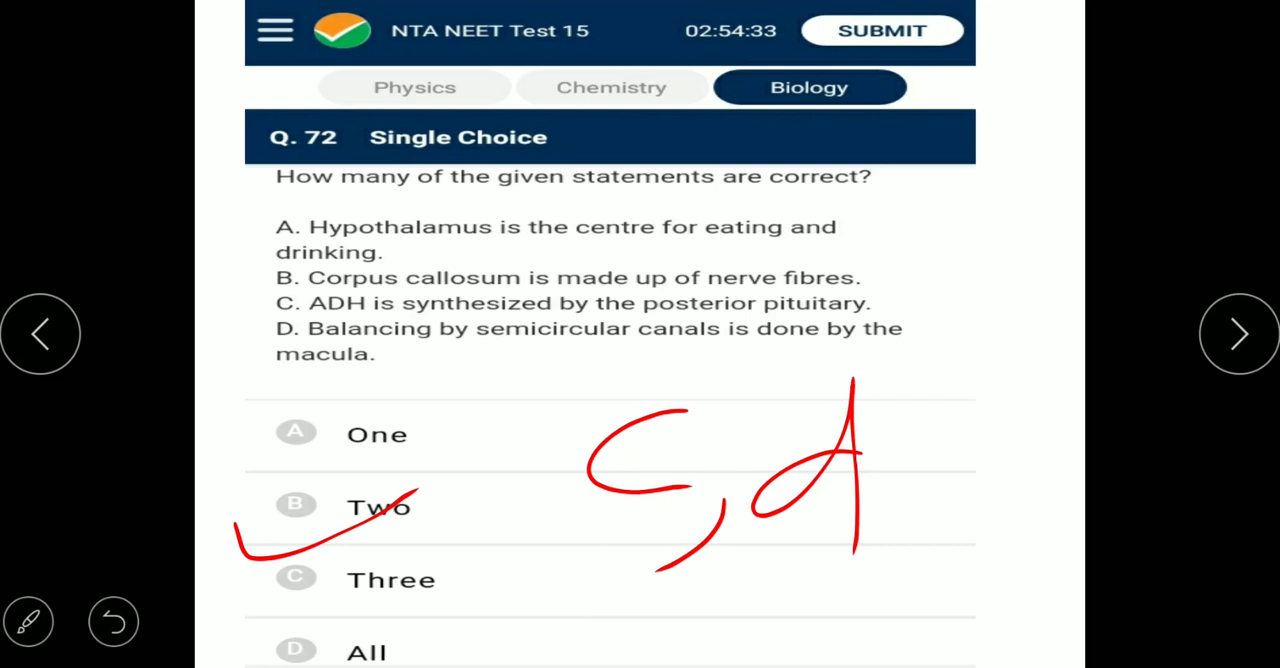 NTA NEET Test 15 02:54:33 SUBMIT
Physics Chemistry Biology
Q. 72 Single Choice
How many of the given statements are correct?
A. Hypothalamus is the centre for eating and
drinking.
B. Corpus callosum is made up of nerve fibres.
C. ADH is synthesized by the posterior pituitary.
D. Balancing by semicircular canals is done by the
macula.
A One
c, d
B Two
C Three
D All